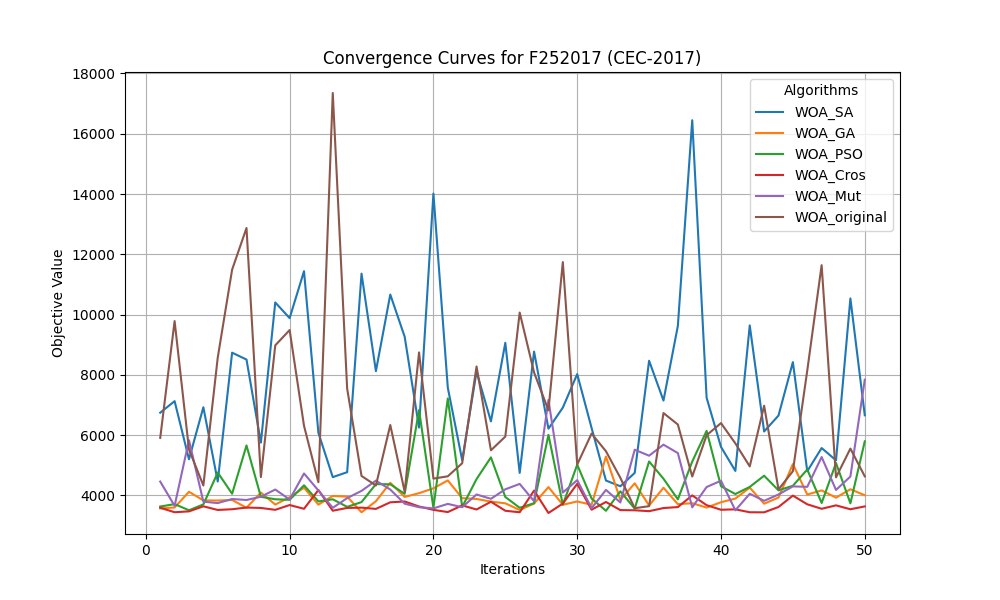 Convergence Curves for F252017 (CEC-2017)
Objective Value
18000
16000
14000
12000
10000
8000
6000
4000
0
10
20
30
40
50
Iterations
Algorithms
WOA_SA
WOA_GA
WOA_PSO
WOA_Cros
WOA_Mut
WOA_original